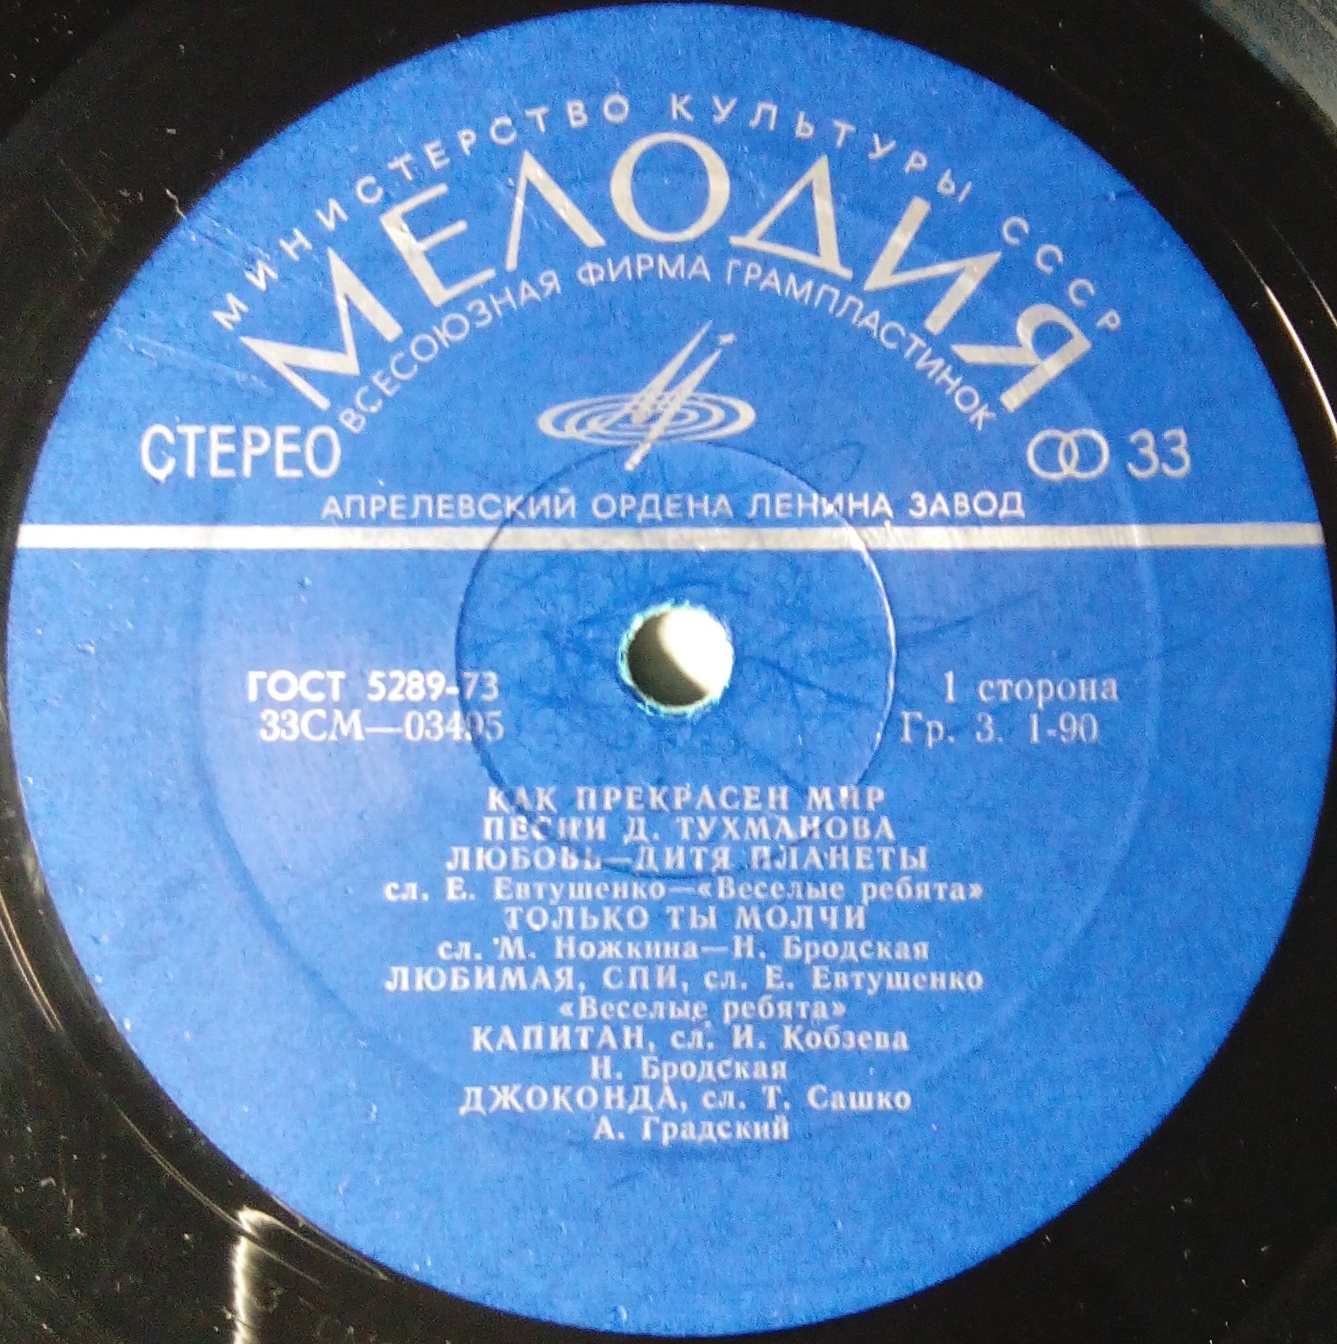 МИНИСТЕРСТВО КУЛЬТУРЫ СССР
МЕЛОДИЯ
ВСЕСОЮЗНАЯ ФИРМА ГРАМПЛАСТИНОК
СТЕРЕО
33
АПРЕЛЕВСКИЙ ОРДЕНА ЛЕНИНА ЗАВОД
ГОСТ 5289-73
33СМ—03495
1 сторона
Гр. 3. 1-90
КАК ПРЕКРАСЕН МИР
ПЕСНИ Д. ТУХМАНОВА
ЛЮБОВЬ—ДИТЯ ПЛАНЕТЫ
сл. Е. Евтушенко—«Веселые ребята»
ТОЛЬКО ТЫ МОЛЧИ
сл. М. Ножкина—Н. Бродская
ЛЮБИМАЯ, СПИ, сл. Е. Евтушенко
«Веселые ребята»
КАПИТАН, сл. И. Кобзева
Н. Бродская
ДЖОКОНДА, сл. Т. Сашко
А. Градский